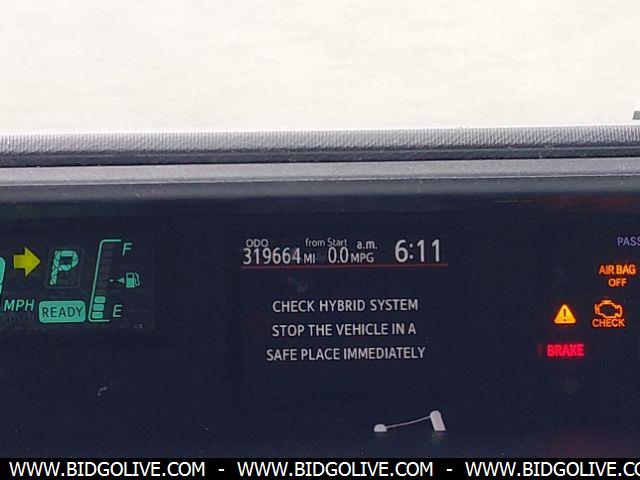 ODO from Start a.m.
319664 MI 0.0 MPG 6:11
F
P
MPH READY E
CHECK HYBRID SYSTEM
STOP THE VEHICLE IN A
SAFE PLACE IMMEDIATELY
PASS
AIR BAG
OFF
CHECK
BRAKE
WWW.BIDGOLIVE.COM - WWW.BIDGOLIVE.COM - WWW.BIDGOLIVE.CO